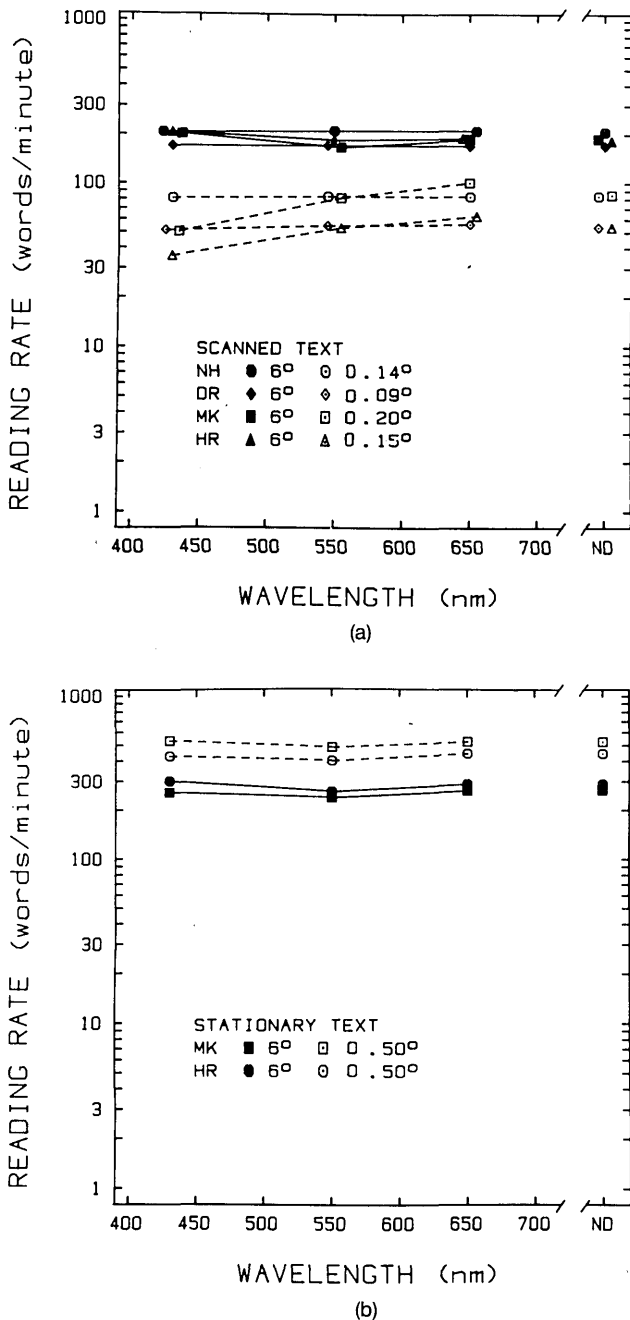 1000
300
100
30
10
3
1
READING RATE (words/minute)
SCANNED TEXT
NH ● 6° ⊙ 0.14°
DR ◆ 6° ◇ 0.09°
MK ■ 6° ⊡ 0.20°
HR ▲ 6° △ 0.15°
400 450 500 550 600 650 700 ND
WAVELENGTH (nm)
(a)
1000
300
100
30
10
3
1
READING RATE (words/minute)
STATIONARY TEXT
MK ■ 6° ⊡ 0.50°
HR ● 6° ⊙ 0.50°
400 450 500 550 600 650 700 ND
WAVELENGTH (nm)
(b)